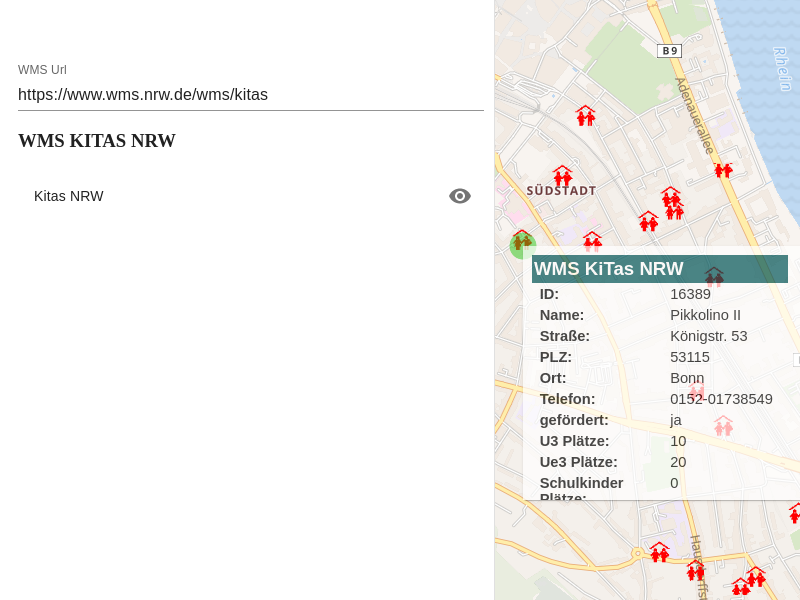 WMS Url
https://www.wms.nrw.de/wms/kitas
WMS KITAS NRW
Kitas NRW
B 9
Rhein
Adenauerallee
SÜDSTADT
WMS KiTas NRW
ID: 16389
Name: Pikkolino II
Straße: Königstr. 53
PLZ: 53115
Ort: Bonn
Telefon: 0152-01738549
gefördert: ja
U3 Plätze: 10
Ue3 Plätze: 20
Schulkinder 0
Plätze: